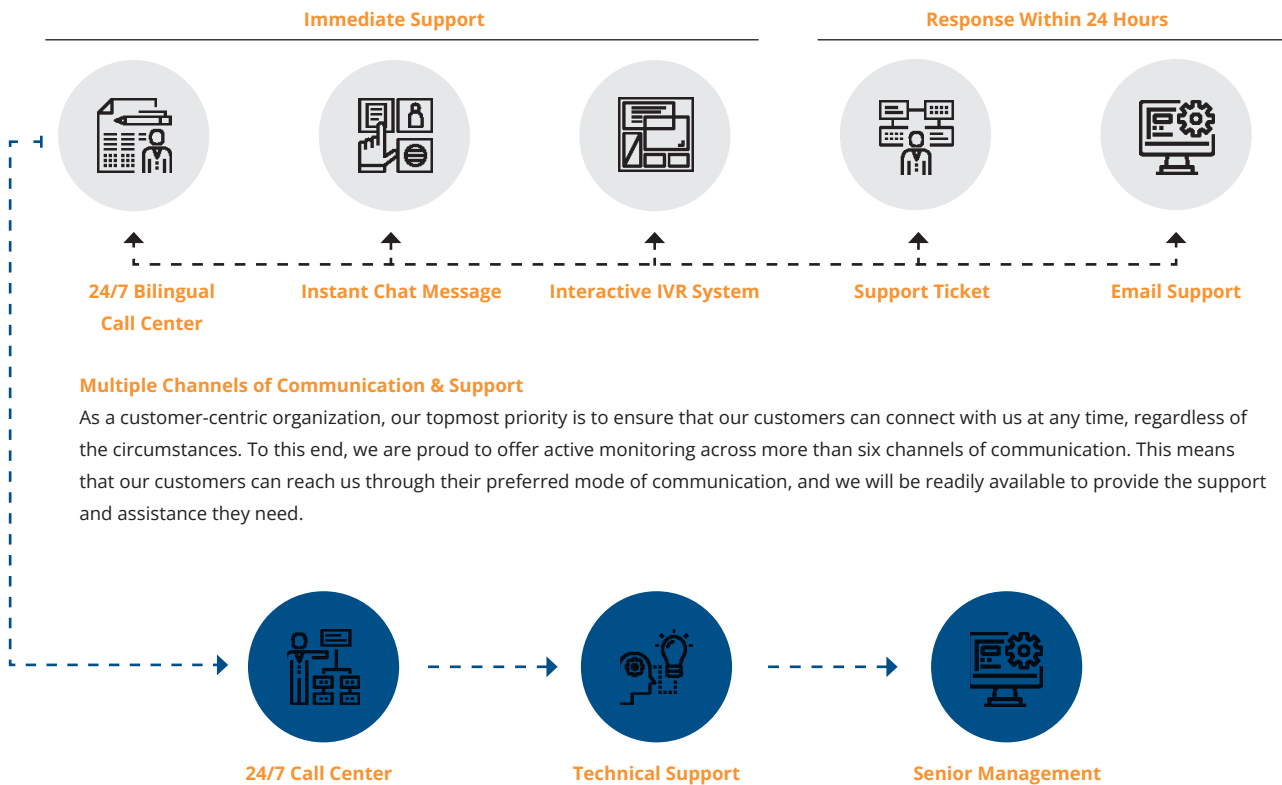 Immediate Support
Response Within 24 Hours
24/7 Bilingual
Call Center
Instant Chat Message
Interactive IVR System
Support Ticket
Email Support
Multiple Channels of Communication & Support
As a customer-centric organization, our topmost priority is to ensure that our customers can connect with us at any time, regardless of
the circumstances. To this end, we are proud to offer active monitoring across more than six channels of communication. This means
that our customers can reach us through their preferred mode of communication, and we will be readily available to provide the support
and assistance they need.
24/7 Call Center
Technical Support
Senior Management